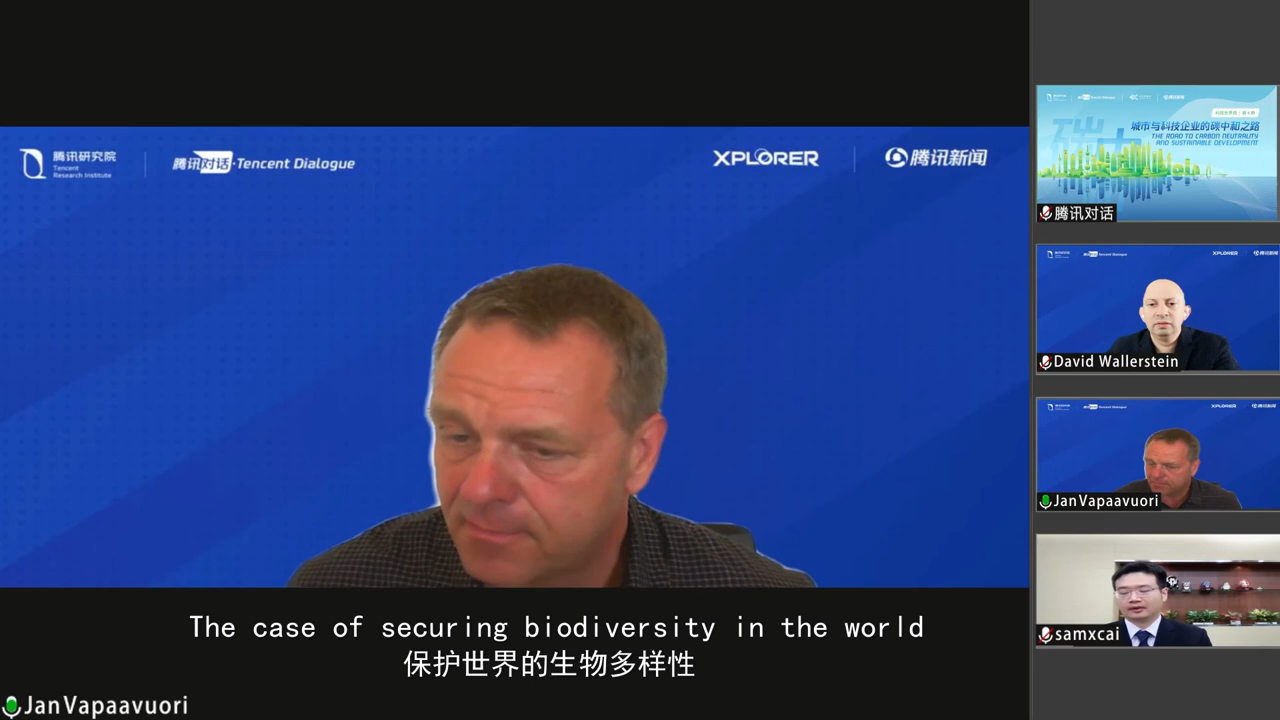 腾讯研究院
Tencent
Research Institute
腾讯对话·Tencent Dialogue
XPLORER
腾讯新闻
The case of securing biodiversity in the world
保护世界的生物多样性
JanVapaavuori
城市与科技企业的碳中和之路
THE ROAD TO CARBON NEUTRALITY
AND SUSTAINABLE DEVELOPMENT
腾讯对话
XPLORER
David Wallerstein
XPLORER
JanVapaavuori
samxcai